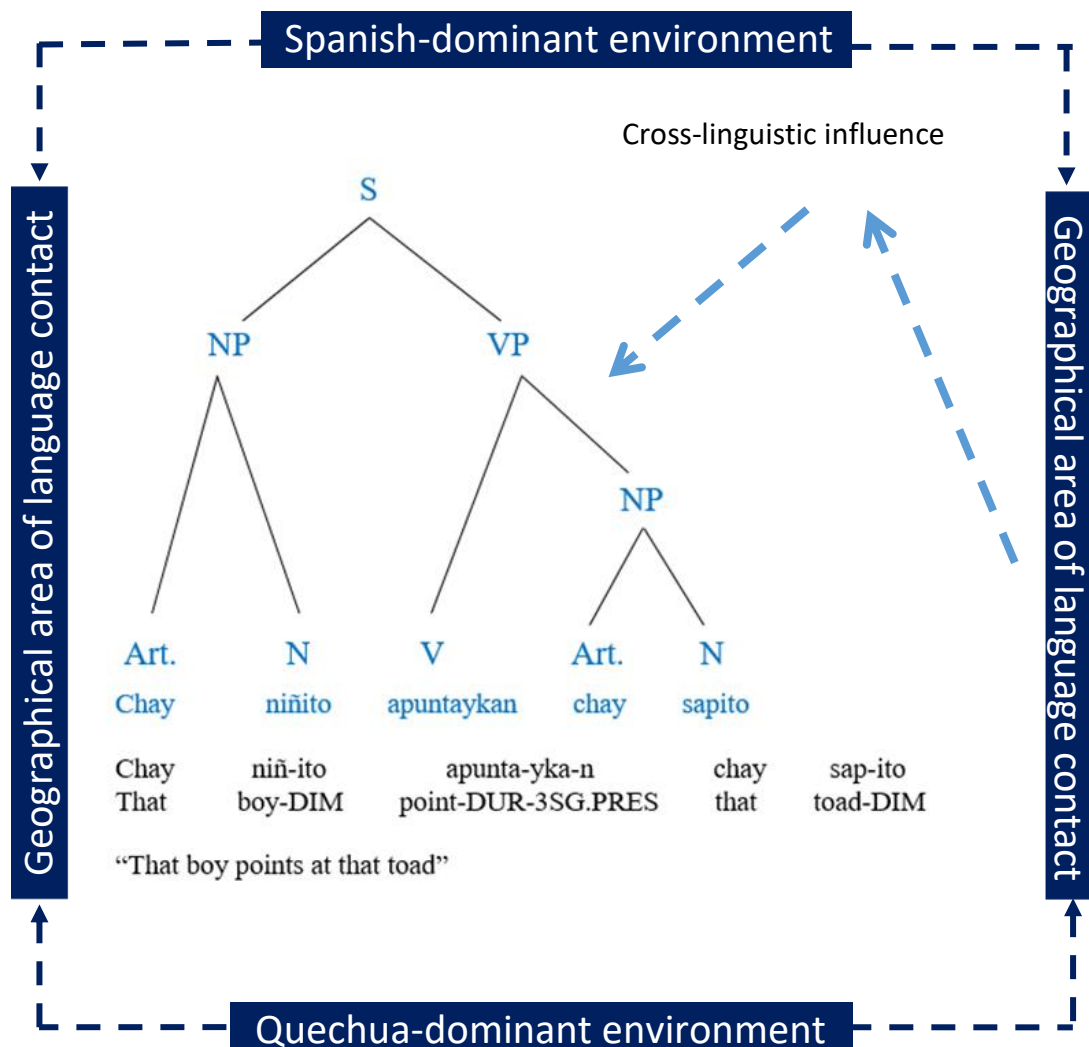 Spanish-dominant environment
Cross-linguistic influence
Geographical area of language contact
Geographical area of language contact
S
NP VP
NP
Art. N V Art. N
Chay niñito apuntaykan chay sapito
Chay niñ-ito apunta-yka-n chay sap-ito
That boy-DIM point-DUR-3SG.PRES that toad-DIM
“That boy points at that toad”
Quechua-dominant environment